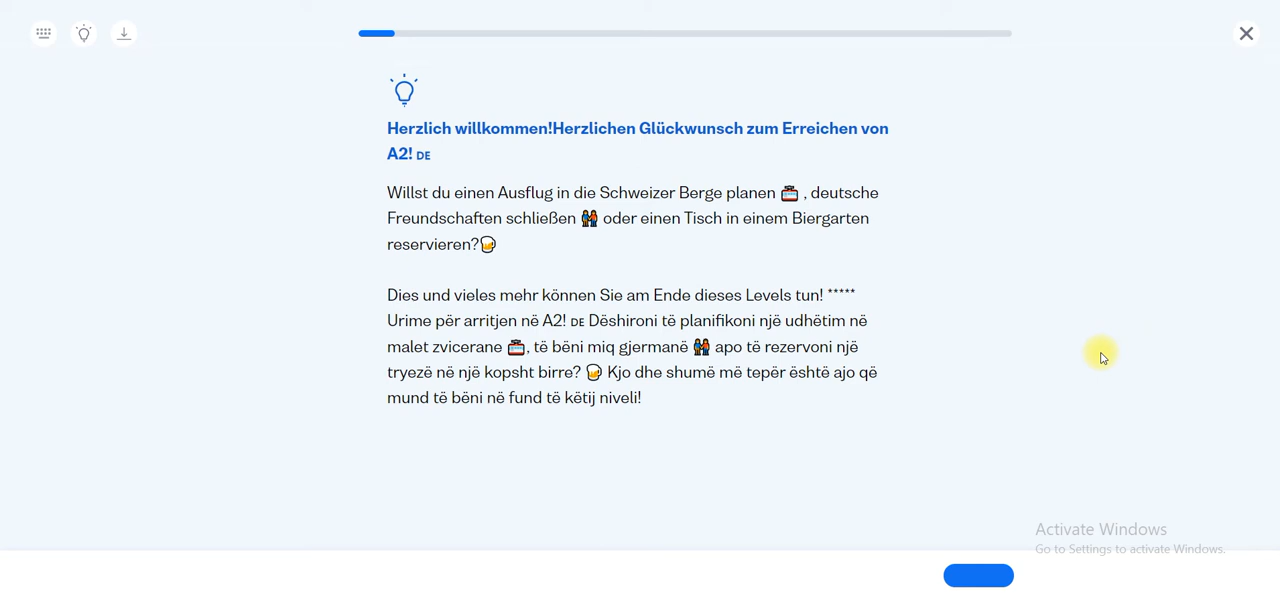 Herzlich willkommen!Herzlichen Glückwunsch zum Erreichen von
A2! DE
Willst du einen Ausflug in die Schweizer Berge planen 🚠 , deutsche
Freundschaften schließen 👬 oder einen Tisch in einem Biergarten
reservieren?🍺
Dies und vieles mehr können Sie am Ende dieses Levels tun! *****
Urime për arritjen në A2! DE Dëshironi të planifikoni një udhëtim në
malet zvicerane 🚠, të bëni miq gjermanë 👬 apo të rezervoni një
tryezë në një kopsht birre? 🍺 Kjo dhe shumë më tepër është ajo që
mund të bëni në fund të këtij niveli!
Activate Windows
Go to Settings to activate Windows.